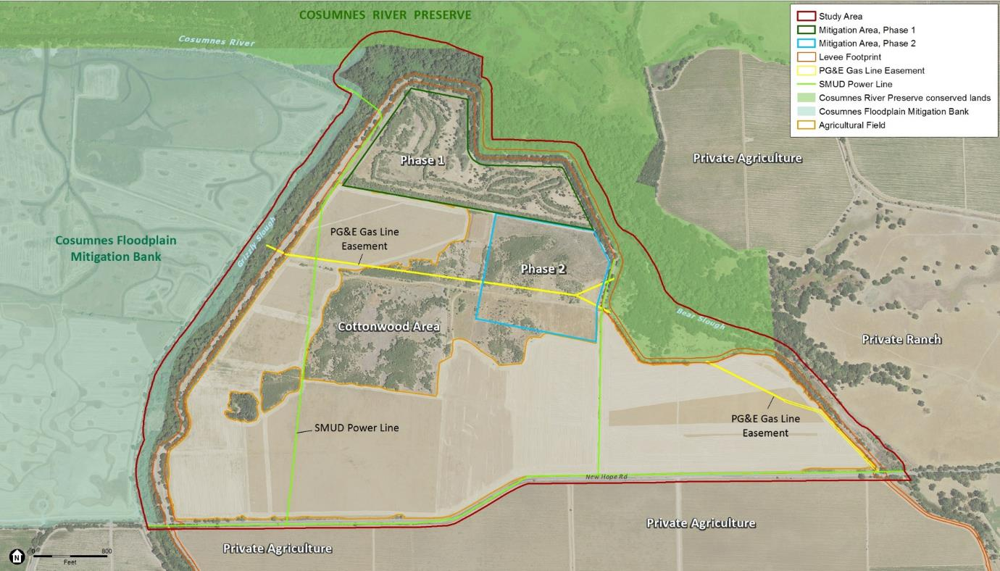 COSUMNES RIVER PRESERVE
Cosumnes River
Study Area
Mitigation Area, Phase 1
Mitigation Area, Phase 2
Levee Footprint
PG&E Gas Line Easement
SMUD Power Line
Cosumnes River Preserve conserved lands
Cosumnes Floodplain Mitigation Bank
Agricultural Field
Phase 1
Private Agriculture
Cosumnes Floodplain
Mitigation Bank
Grizzly Slough
PG&E Gas Line
Easement
Phase 2
Cottonwood Area
Bear Slough
Private Ranch
SMUD Power Line
PG&E Gas Line
Easement
New Hope Rd
Private Agriculture
Private Agriculture
N
0 800
Feet